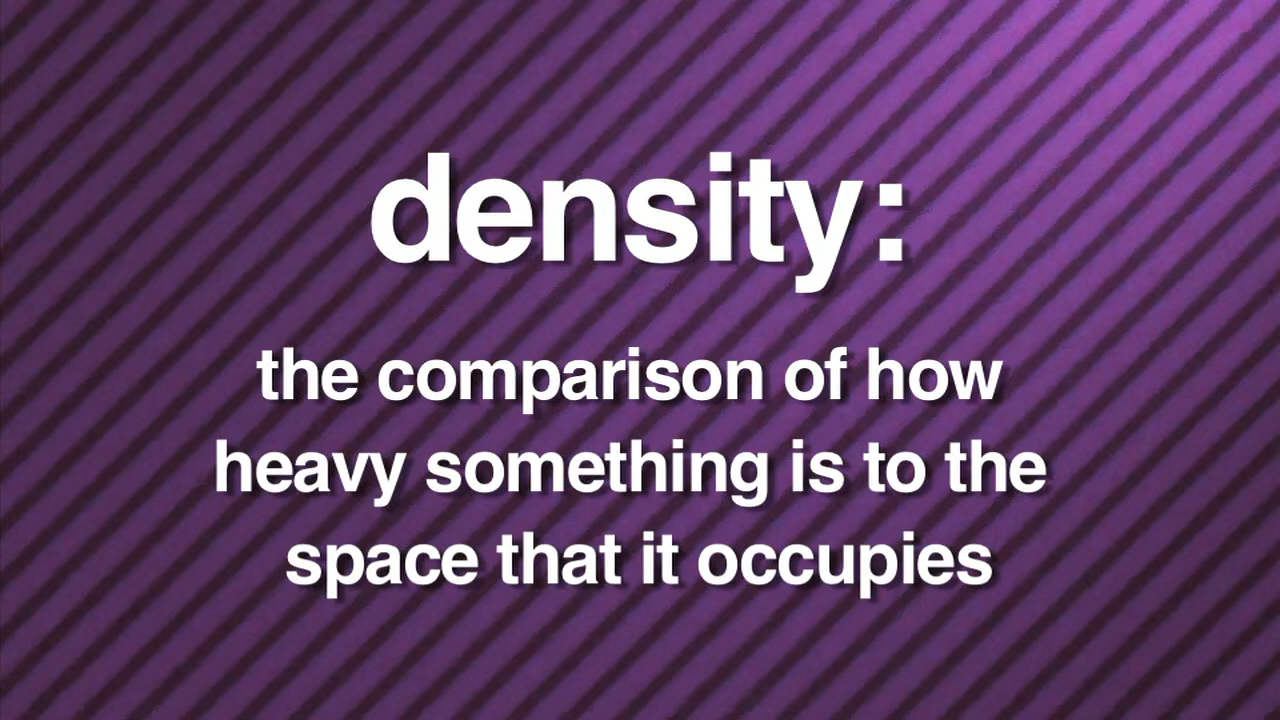 density:
the comparison of how
heavy something is to the
space that it occupies